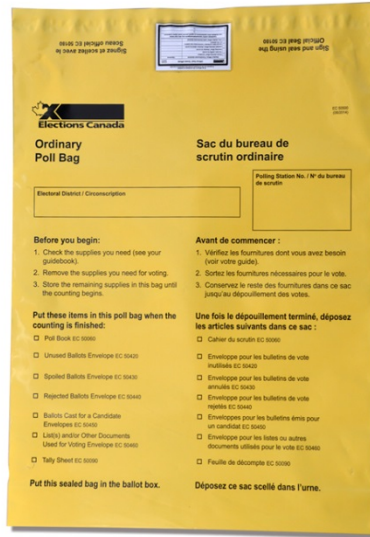 Sign and seal using the
Official Seal EC 50160
Signez et scellez avec le
Sceau officiel EC 50160
Elections Canada
Ordinary
Poll Bag
Sac du bureau de
scrutin ordinaire
Electoral District / Circonscription
Polling Station No. / N° du bureau
de scrutin
Before you begin:
1. Check the supplies you need (see your
guidebook).
2. Remove the supplies you need for voting.
3. Store the remaining supplies in this bag until
the counting begins.
Put these items in this poll bag when the
counting is finished:
Poll Book EC 50060
Unused Ballots Envelope EC 50420
Spoiled Ballots Envelope EC 50430
Rejected Ballots Envelope EC 50440
Ballots Cast for a Candidate
Envelopes EC 50450
List(s) and/or Other Documents
Used for Voting Envelope EC 50460
Tally Sheet EC 50090
Put this sealed bag in the ballot box.
Avant de commencer :
1. Vérifiez les fournitures dont vous avez besoin
(voir votre guide).
2. Sortez les fournitures nécessaires pour le vote.
3. Conservez le reste des fournitures dans ce sac
jusqu'au dépouillement des votes.
Une fois le dépouillement terminé, déposez
les articles suivants dans ce sac :
Cahier du scrutin EC 50060
Enveloppe pour les bulletins de vote
inutilisés EC 50420
Enveloppe pour les bulletins de vote
annulés EC 50430
Enveloppe pour les bulletins de vote
rejetés EC 50440
Enveloppes pour les bulletins émis pour
un candidat EC 50450
Enveloppe pour les listes ou autres
documents utilisés pour le vote EC 50460
Feuille de décompte EC 50090
Déposez ce sac scellé dans l'urne.